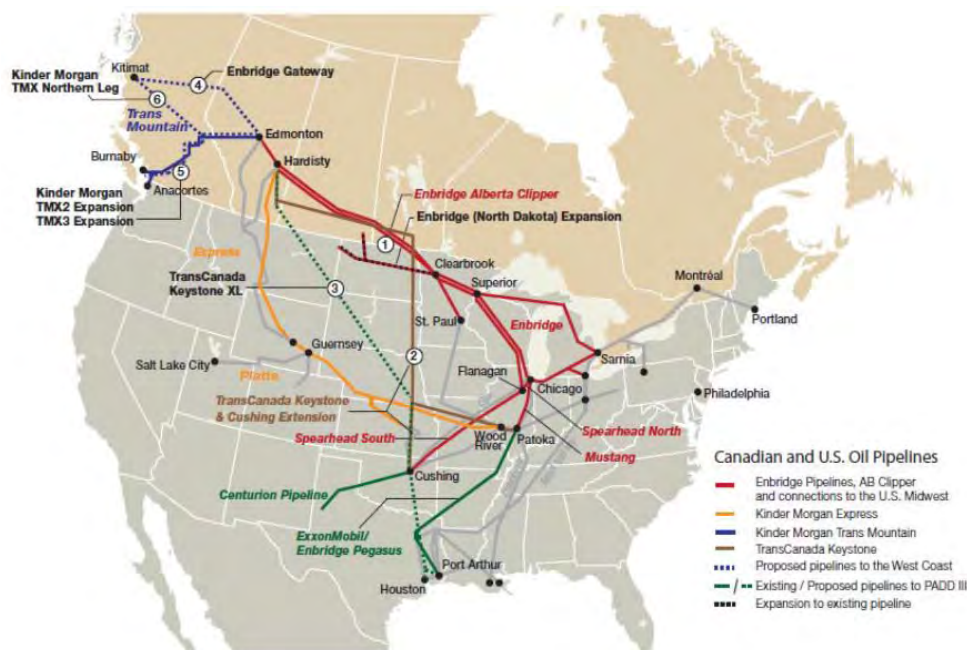 Kitimat
Kinder Morgan
TMX Northern Leg
4
Enbridge Gateway
6
Trans
Mountain
Edmonton
Burnaby
Hardisty
5
Anacortes
Kinder Morgan
TMX2 Expansion
TMX3 Expansion
Enbridge Alberta Clipper
Enbridge (North Dakota) Expansion
1
Express
Clearbrook
TransCanada
Keystone XL
3
Superior
Montréal
St. Paul
Enbridge
Portland
Guernsey
Salt Lake City
2
Sarnia
Flanagan
Platte
Chicago
Philadelphia
TransCanada Keystone
& Cushing Extension
Spearhead South
Wood
River
Patoka
Spearhead North
Mustang
Cushing
Centurion Pipeline
ExxonMobil/
Enbridge Pegasus
Port Arthur
Houston
Canadian and U.S. Oil Pipelines
Enbridge Pipelines, AB Clipper
and connections to the U.S. Midwest
Kinder Morgan Express
Kinder Morgan Trans Mountain
TransCanada Keystone
Proposed pipelines to the West Coast
/ Existing / Proposed pipelines to PADD III
Expansion to existing pipeline